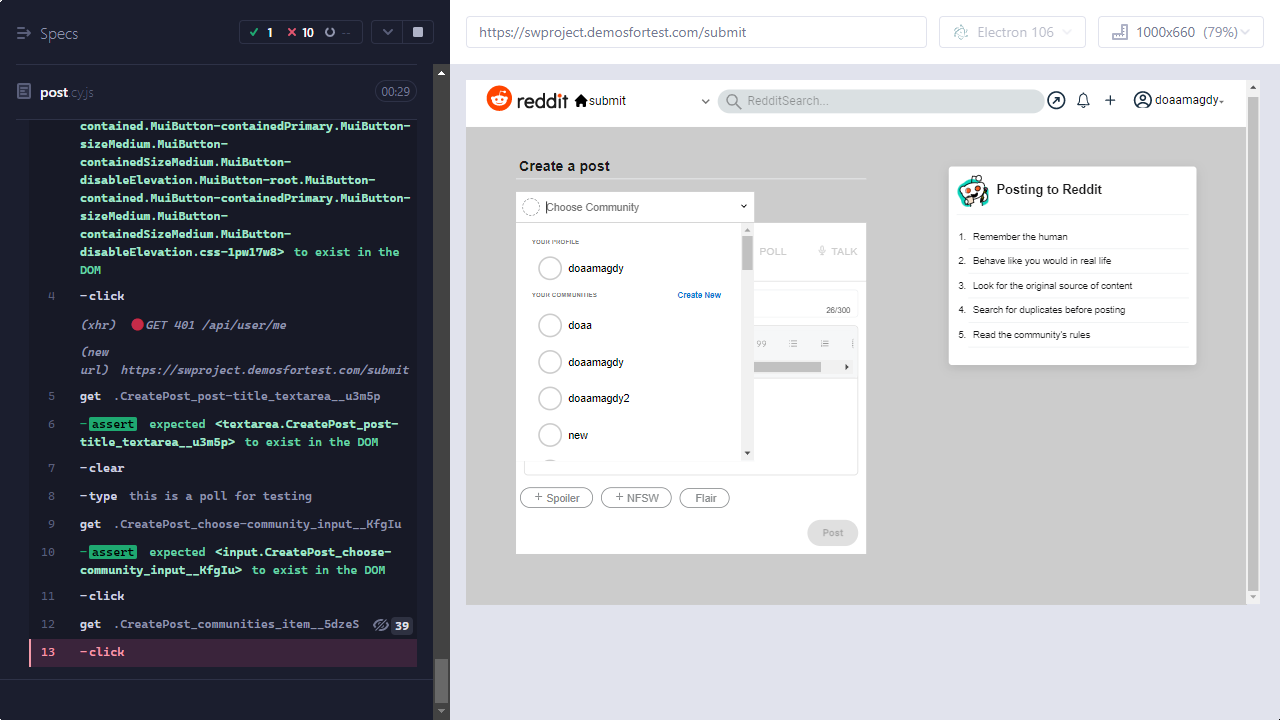 Specs
1
10
--
post.cy.js
00:29
contained.MuiButton-containedPrimary.MuiButton-
sizeMedium.MuiButton-
containedSizeMedium.MuiButton-
disableElevation.MuiButton-root.MuiButton-
contained.MuiButton-containedPrimary.MuiButton-
sizeMedium.MuiButton-
containedSizeMedium.MuiButton-
disableElevation.css-1pw17w8> to exist in the
DOM
4 -click
(xhr) GET 401 /api/user/me
(new
url) https://swproject.demosfortest.com/submit
5 get .CreatePost_post-title_textarea__u3m5p
6 -assert expected <textarea.CreatePost_post-
title_textarea__u3m5p> to exist in the DOM
7 -clear
8 -type this is a poll for testing
9 get .CreatePost_choose-community_input__KfgIu
10 -assert expected <input.CreatePost_choose-
community_input__KfgIu> to exist in the DOM
11 -click
12 get .CreatePost_communities_item__5dzeS 39
13 -click
https://swproject.demosfortest.com/submit
Electron 106
1000x660 (79%)
reddit submit
RedditSearch...
doaamagdy
Create a post
Choose Community
YOUR PROFILE
doaamagdy
YOUR COMMUNITIES Create New
doaa
doaamagdy
doaamagdy2
new
POLL
TALK
26/300
99
+ Spoiler
+ NFSW
Flair
Post
Posting to Reddit
1. Remember the human
2. Behave like you would in real life
3. Look for the original source of content
4. Search for duplicates before posting
5. Read the community's rules